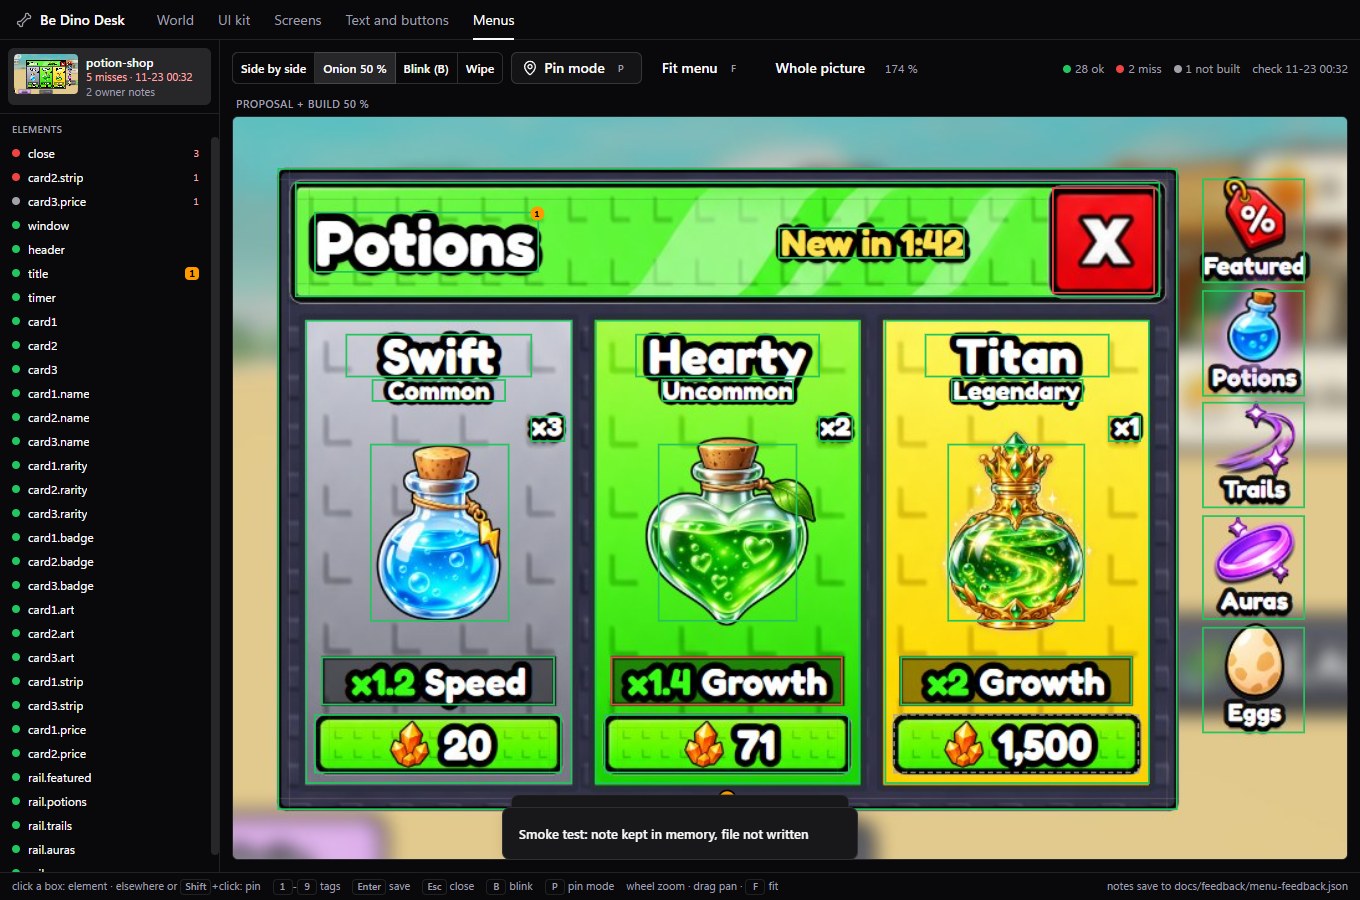 Be Dino Desk World UI kit Screens Text and buttons Menus
potion-shop
5 misses · 11-23 00:32
2 owner notes
Side by side Onion 50 % Blink (B) Wipe Pin mode P Fit menu F Whole picture 174 % 28 ok 2 miss 1 not built check 11-23 00:32
PROPOSAL + BUILD 50 %
ELEMENTS
close 3
card2.strip 1
card3.price 1
window
header
title 1
timer
card1
card2
card3
card1.name
card2.name
card3.name
card1.rarity
card2.rarity
card3.rarity
card1.badge
card2.badge
card3.badge
card1.art
card2.art
card3.art
card1.strip
card3.strip
card1.price
card2.price
rail.featured
rail.potions
rail.trails
rail.auras
Potions 1
New in 1:42
X
Swift
Common
x3
x1.2 Speed
20
Hearty
Uncommon
x2
x1.4 Growth
71
Titan
Legendary
x1
x2 Growth
1,500
%
Featured
Potions
Trails
Auras
Eggs
Smoke test: note kept in memory, file not written
click a box: element · elsewhere or Shift +click: pin 1 - 9 tags Enter save Esc close B blink P pin mode wheel zoom · drag pan · F fit notes save to docs/feedback/menu-feedback.json